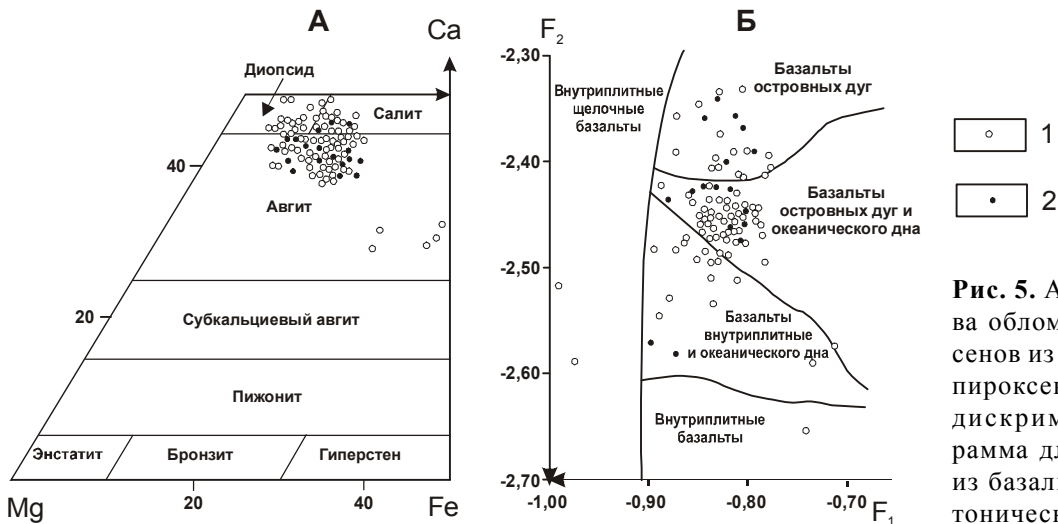 А
Ca
Диопсид
Салит
40
Авгит
20
Субкальциевый авгит
Пижонит
Энстатит
Бронзит
Гиперстен
Mg
20
40
Fe
Б
F2
-2,30
-2,40
-2,50
-2,60
-2,70
Внутриплитные
щелочные
базальты
Базальты
островных дуг
Базальты
островных дуг и
океанического дна
Базальты
внутриплитные
и океанического дна
Внутриплитные
базальты
-1,00
-0,90
-0,80
-0,70
F1
1
2
Рис. 5. А
ва облом
сенов из
пироксен
дискрим
рамма дл
из базаль
тоническ